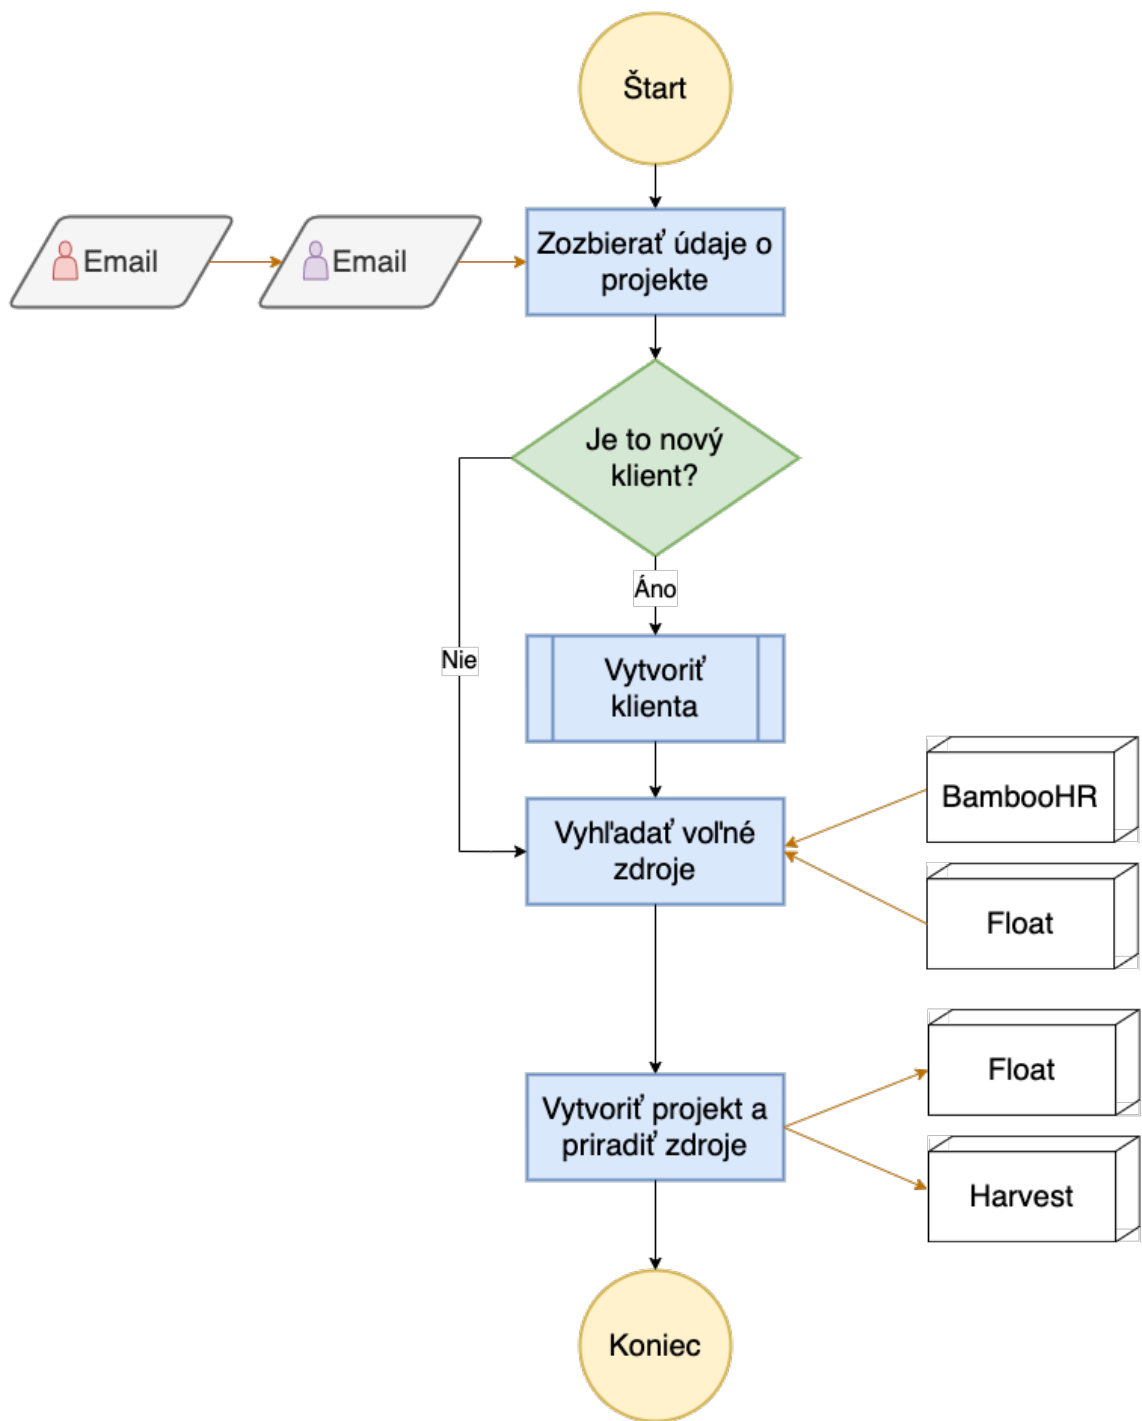 Štart
Email
Email
Zozbierať údaje o
projekte
Je to nový
klient?
Áno
Nie
Vytvoriť
klienta
BambooHR
Vyhľadať voľné
zdroje
Float
Float
Vytvoriť projekt a
priradiť zdroje
Harvest
Koniec